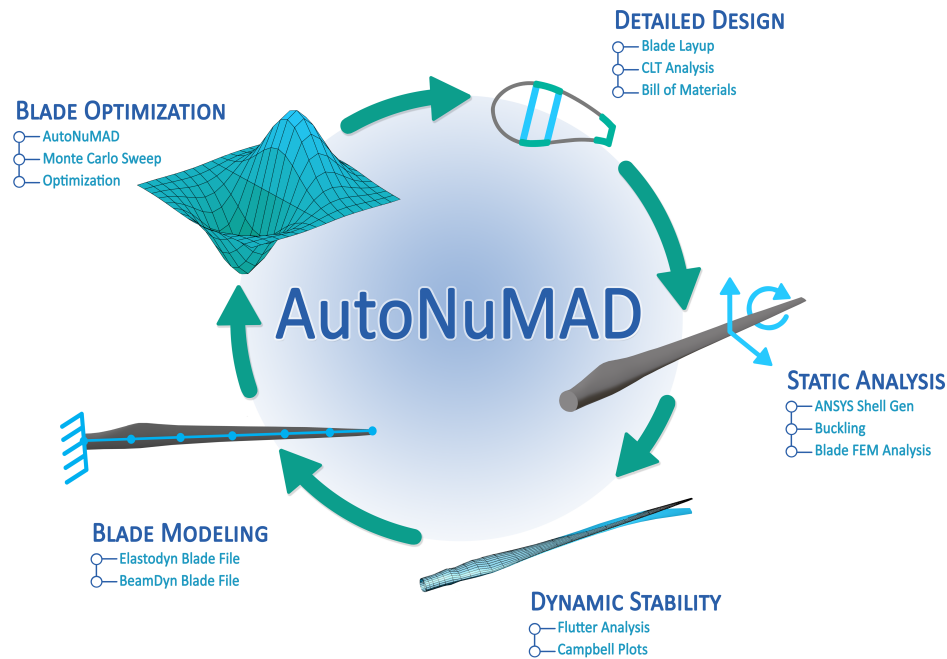 DETAILED DESIGN
Blade Layup
CLT Analysis
Bill of Materials
BLADE OPTIMIZATION
AutoNuMAD
Monte Carlo Sweep
Optimization
AutoNuMAD
STATIC ANALYSIS
ANSYS Shell Gen
Buckling
Blade FEM Analysis
BLADE MODELING
Elastodyn Blade File
BeamDyn Blade File
DYNAMIC STABILITY
Flutter Analysis
Campbell Plots